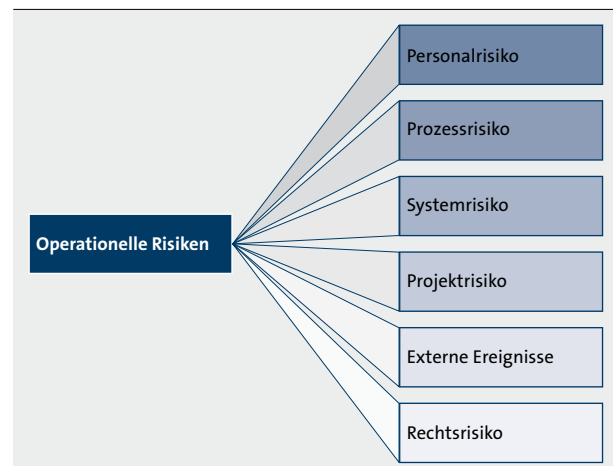 Personalrisiko
Prozessrisiko
Systemrisiko
Operationelle Risiken
Projektrisiko
Externe Ereignisse
Rechtsrisiko